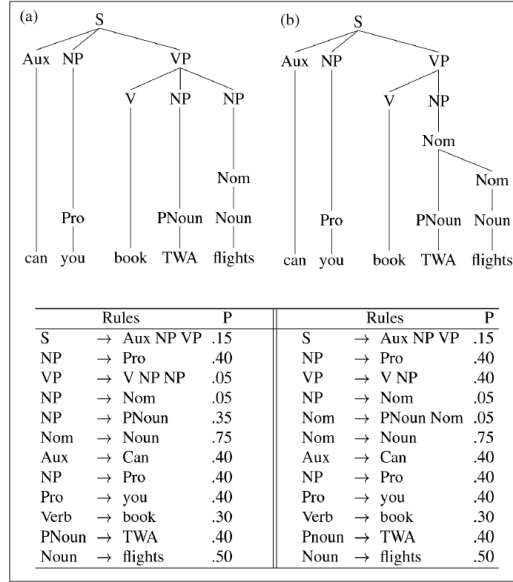 (a) S
Aux NP VP
V NP NP
Nom
Pro PNoun Noun
can you book TWA flights
(b) S
Aux NP VP
V NP
Nom
Nom
Pro PNoun Noun
can you book TWA flights
Rules P
S → Aux NP VP .15
NP → Pro .40
VP → V NP NP .05
NP → Nom .05
NP → PNoun .35
Nom → Noun .75
Aux → Can .40
NP → Pro .40
Pro → you .40
Verb → book .30
PNoun → TWA .40
Noun → flights .50
Rules P
S → Aux NP VP .15
NP → Pro .40
VP → V NP .40
NP → Nom .05
Nom → PNoun Nom .05
Nom → Noun .75
Aux → Can .40
NP → Pro .40
Pro → you .40
Verb → book .30
Pnoun → TWA .40
Noun → flights .50